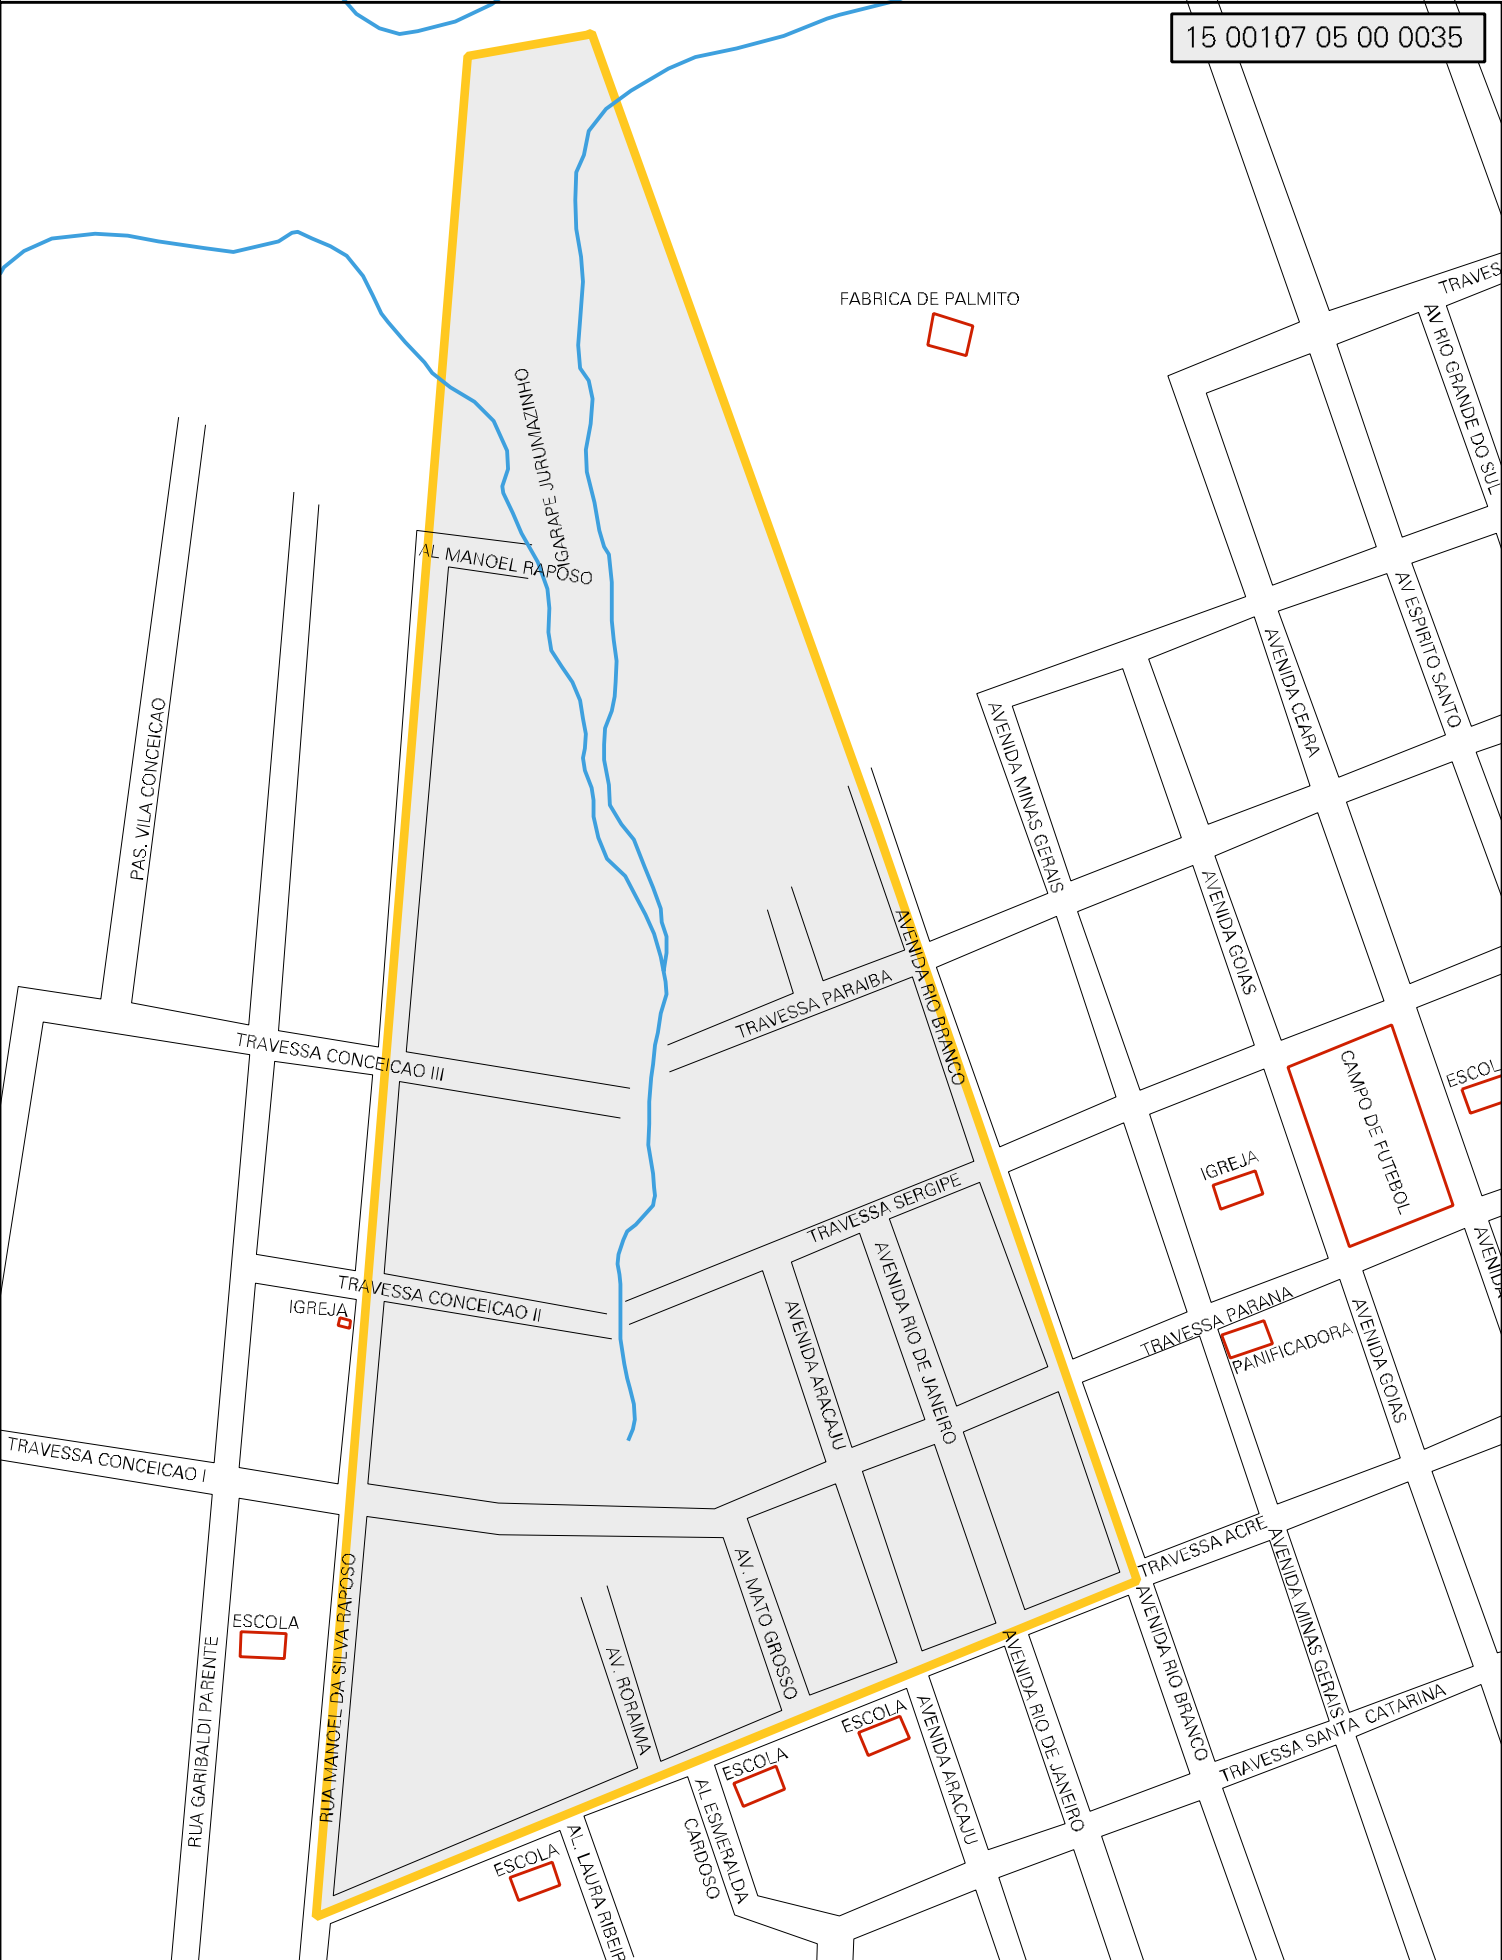 15 00107 05 00 0035
TRAVES
FABRICA DE PALMITO
AV RIO GRANDE DO SUL
IGARAPE JURUMAZINHO
AL MANOEL RAPOSO
AV ESPIRITO SANTO
AVENIDA CEARA
PAS. VILA CONCEICAO
AVENIDA MINAS GERAIS
AVENIDA GOIAS
AVENIDA RIO BRANCO
TRAVESSA PARAIBA
TRAVESSA CONCEICAO III
CAMPO DE FUTEBOL
ESCOL
IGREJA
TRAVESSA SERGIPE
AVENIDA
TRAVESSA CONCEICAO II
IGREJA
AVENIDA ARACAJU
AVENIDA RIO DE JANEIRO
TRAVESSA PARANA
PANIFICADORA
AVENIDA GOIAS
TRAVESSA CONCEICAO I
TRAVESSA ACRE
AVENIDA MINAS GERAIS
AV. MATO GROSSO
RUA MANOEL DA SILVA RAPOSO
ESCOLA
RUA GARIBALDI PARENTE
AV. RORAIMA
AVENIDA RIO BRANCO
AVENIDA RIO DE JANEIRO
TRAVESSA SANTA CATARINA
ESCOLA
AVENIDA ARACAJU
ESCOLA
AL ESMERALDA
CARDOSO
ESCOLA
AL. LAURA RIBEIR